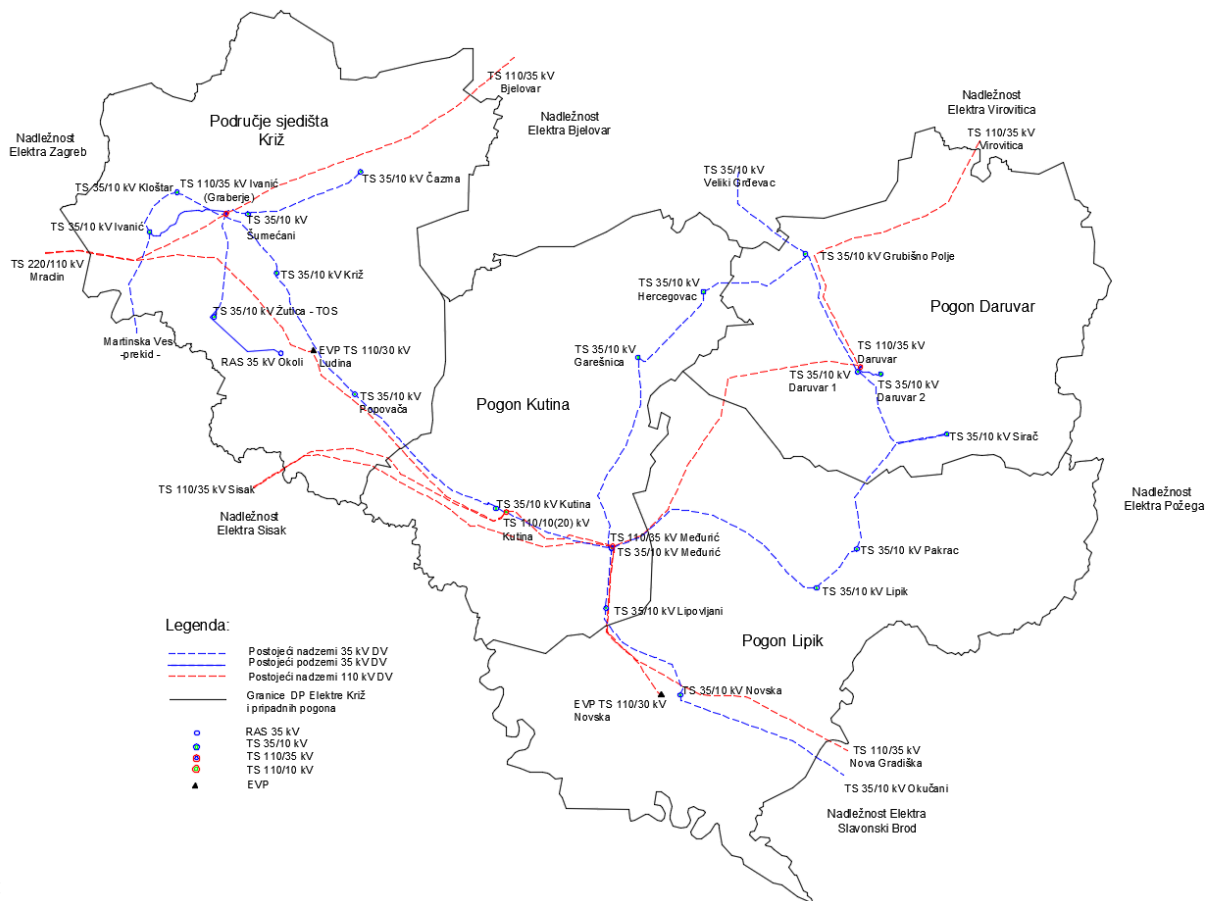 TS 110/35 kV
Bjelovar
Nadležnost
Elektra Bjelovar
Područje sjedišta
Križ
Nadležnost
Elektra Zagreb
TS 35/10 kV Kloštar
TS 110/35 kV Ivanić
(Graberje)
TS 35/10 kV Čazma
TS 35/10 kV Ivanić
TS 35/10 kV
Šumećani
TS 220/110 kV
Mraclin
TS 35/10 kV Križ
TS 35/10 kV Žutica - TOS
Martinska Ves
-prekid -
RAS 35 kV Okoli
EVP TS 110/30 kV
Ludina
TS 35/10 kV
Popovača
Nadležnost
Elektra Virovitica
TS 110/35 kV
Virovitica
TS 35/10 kV
Veliki Grđevac
TS 35/10 kV Grubišno Polje
TS 35/10 kV
Hercegovac
Pogon Daruvar
TS 35/10 kV
Garešnica
TS 110/35 kV
Daruvar
TS 35/10 kV
Daruvar 1
TS 35/10 kV
Daruvar 2
Pogon Kutina
TS 35/10 kV Sirač
TS 110/35 kV Sisak
Nadležnost
Elektra Sisak
TS 35/10 kV Kutina
TS 110/10(20) kV
Kutina
Nadležnost
Elektra Požega
TS 110/35 kV Međurić
TS 35/10 kV Međurić
TS 35/10 kV Pakrac
TS 35/10 kV Lipik
TS 35/10 kV Lipovljani
Pogon Lipik
TS 35/10 kV Novska
EVP TS 110/30 kV
Novska
TS 110/35 kV
Nova Gradiška
TS 35/10 kV Okučani
Nadležnost Elektra
Slavonski Brod
Legenda:
Postojeći nadzemi 35 kV DV
Postojeći podzemi 35 kV DV
Postojeći nadzemi 110 kV DV
Granice DP Elektre Križ
i pripadnih pogona
RAS 35 kV
TS 35/10 kV
TS 110/35 kV
TS 110/10 kV
EVP